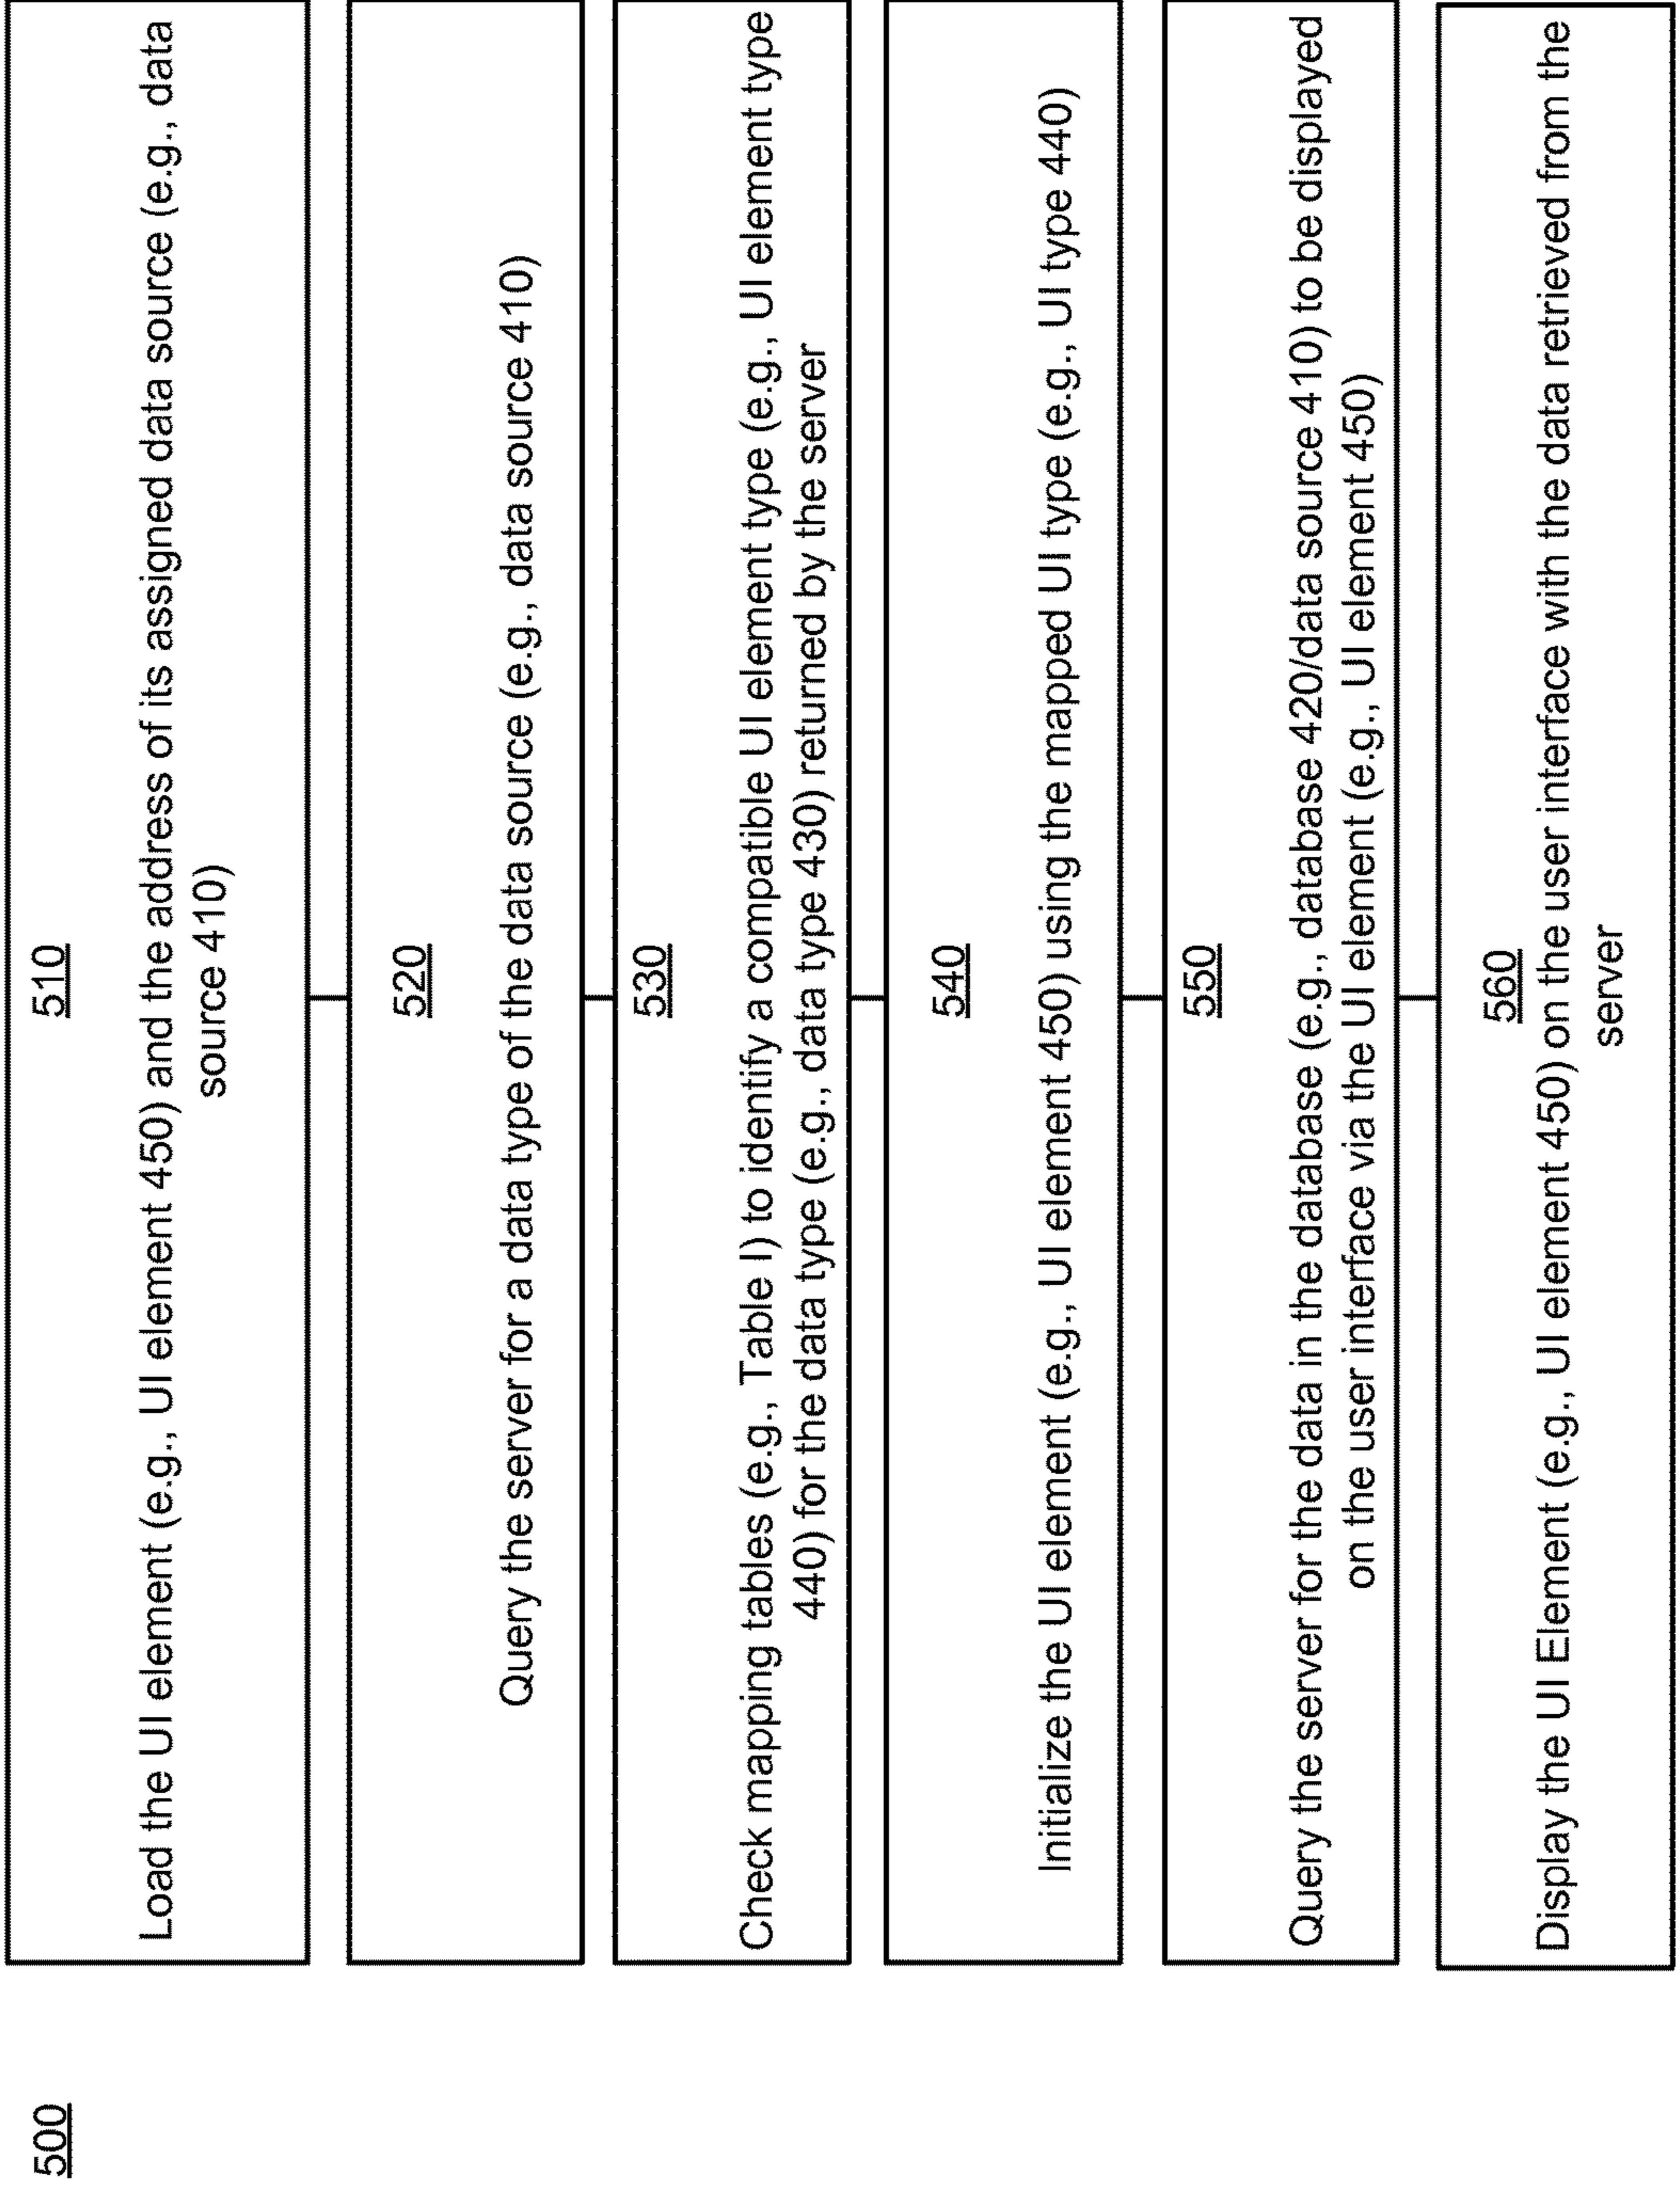 500
510
Load the UI element (e.g., UI element 450) and the address of its assigned data source (e.g., data
source 410)
520
Query the server for a data type of the data source (e.g., data source 410)
530
Check mapping tables (e.g., Table I) to identify a compatible UI element type (e.g., UI element type
440) for the data type (e.g., data type 430) returned by the server
540
Initialize the UI element (e.g., UI element 450) using the mapped UI type (e.g., UI type 440)
550
Query the server for the data in the database (e.g., database 420/data source 410) to be displayed
on the user interface via the UI element (e.g., UI element 450)
560
Display the UI Element (e.g., UI element 450) on the user interface with the data retrieved from the
server